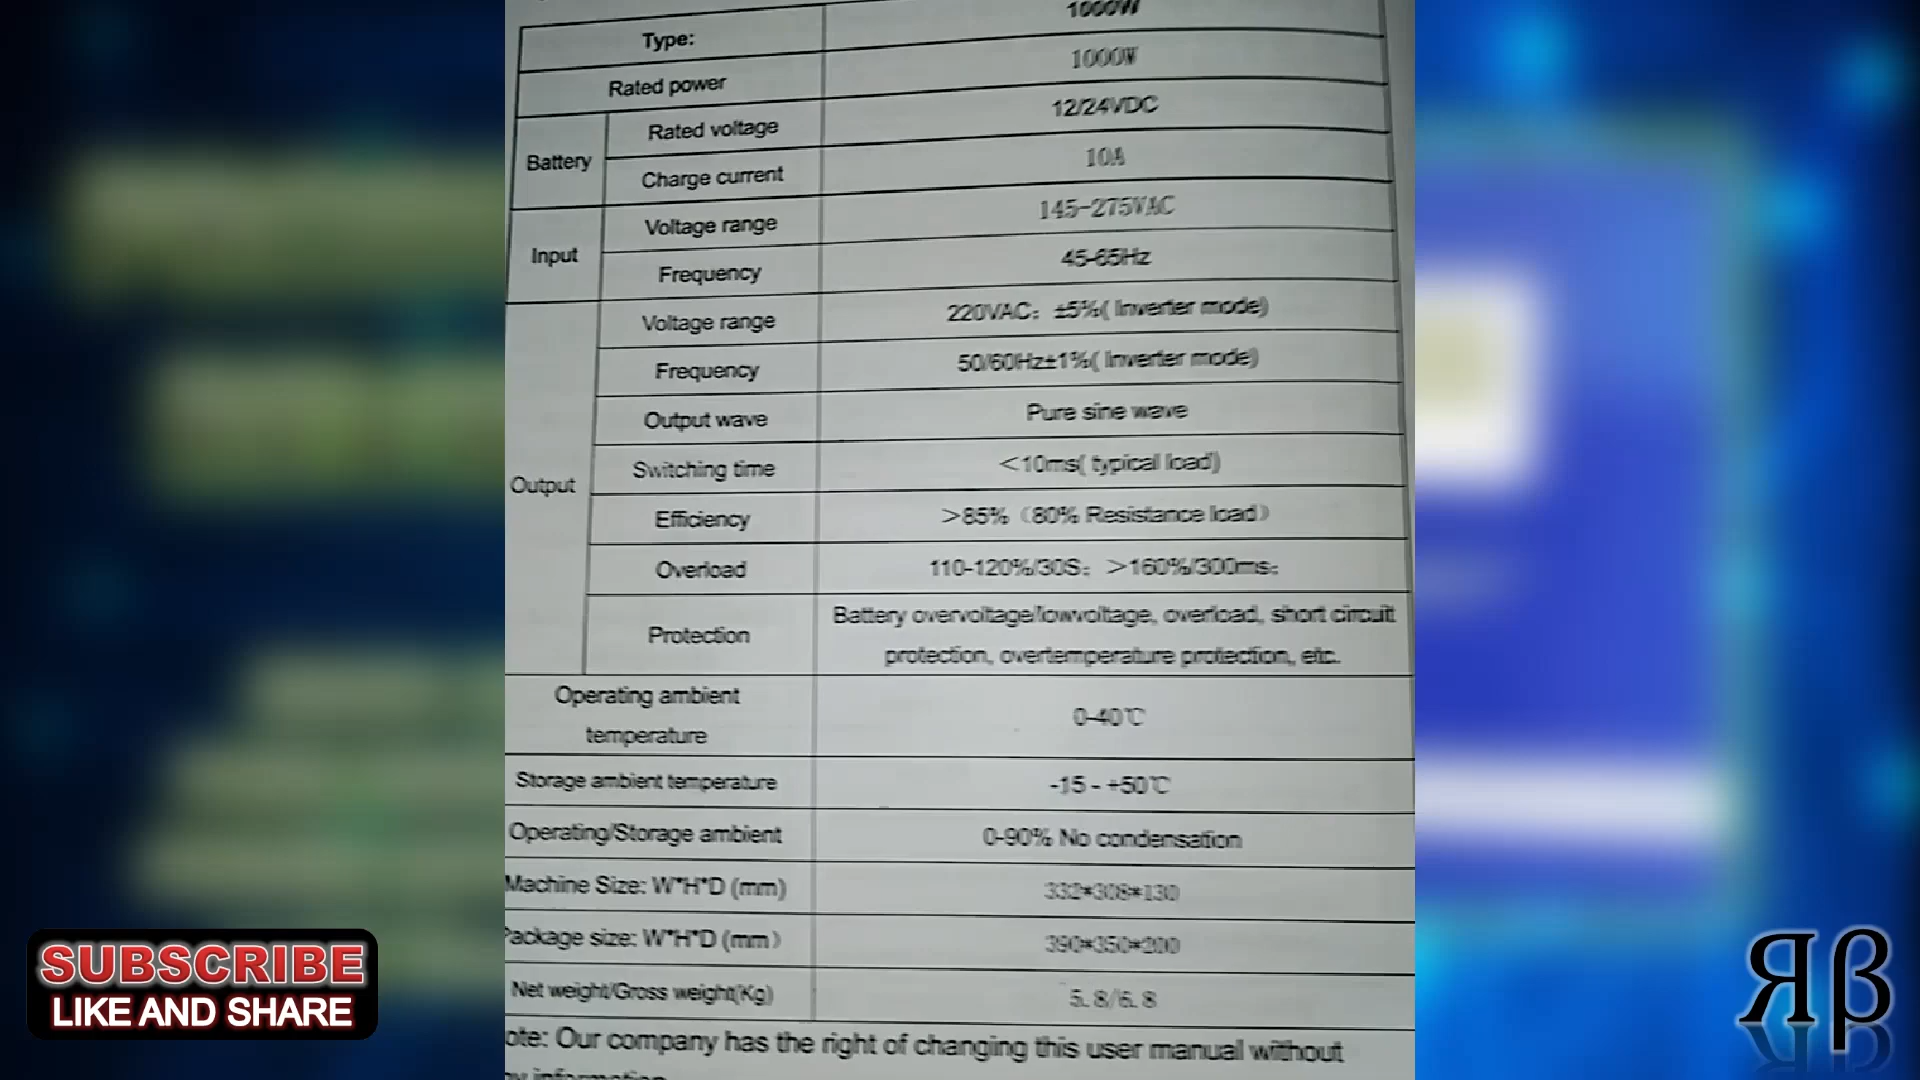 Type: 1000W
Rated power 1000W
Battery Rated voltage 12/24VDC
Charge current 10A
Input Voltage range 145-275VAC
Frequency 45-65Hz
Output Voltage range 220VAC; ±5%( Inverter mode)
Frequency 50/60Hz±1%( Inverter mode)
Output wave Pure sine wave
Switching time <10ms( typical load)
Efficiency >85% (80% Resistance load)
Overload 110-120%/30S; >160%/300ms;
Protection Battery overvoltage/lowvoltage, overload, short circuit
protection, overtemperature protection, etc.
Operating ambient
temperature 0-40℃
Storage ambient temperature -15 - +50℃
Operating/Storage ambient 0-90% No condensation
Machine Size: W*H*D (mm) 332*308*130
Package size: W*H*D (mm) 390*350*200
Net weight/Gross weight(Kg) 5.8/6.8
ote: Our company has the right of changing this user manual without
information
SUBSCRIBE
LIKE AND SHARE
Яβ